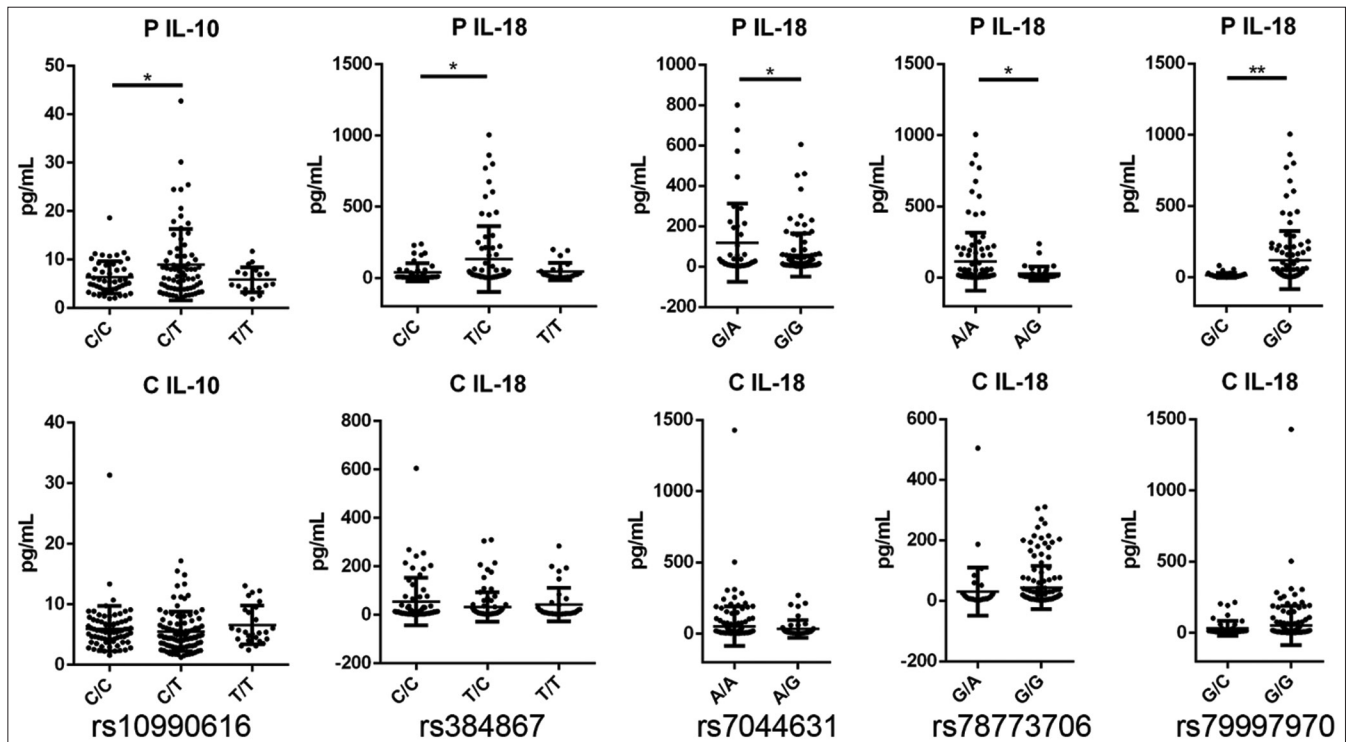 P IL-10
P IL-18
P IL-18
P IL-18
P IL-18
pg/mL
50
40
30
20
10
0
*
C/C
C/T
T/T
pg/mL
1500
1000
500
0
*
C/C
T/C
T/T
pg/mL
1000
800
600
400
200
0
-200
*
G/A
G/G
pg/mL
1500
1000
500
0
*
A/A
A/G
pg/mL
1500
1000
500
0
**
G/C
G/G
C IL-10
C IL-18
C IL-18
C IL-18
C IL-18
pg/mL
40
30
20
10
0
C/C
C/T
T/T
pg/mL
800
600
400
200
0
-200
C/C
T/C
T/T
pg/mL
1500
1000
500
0
A/A
A/G
pg/mL
600
400
200
0
-200
G/A
G/G
pg/mL
1500
1000
500
0
G/C
G/G
rs10990616
rs384867
rs7044631
rs78773706
rs79997970